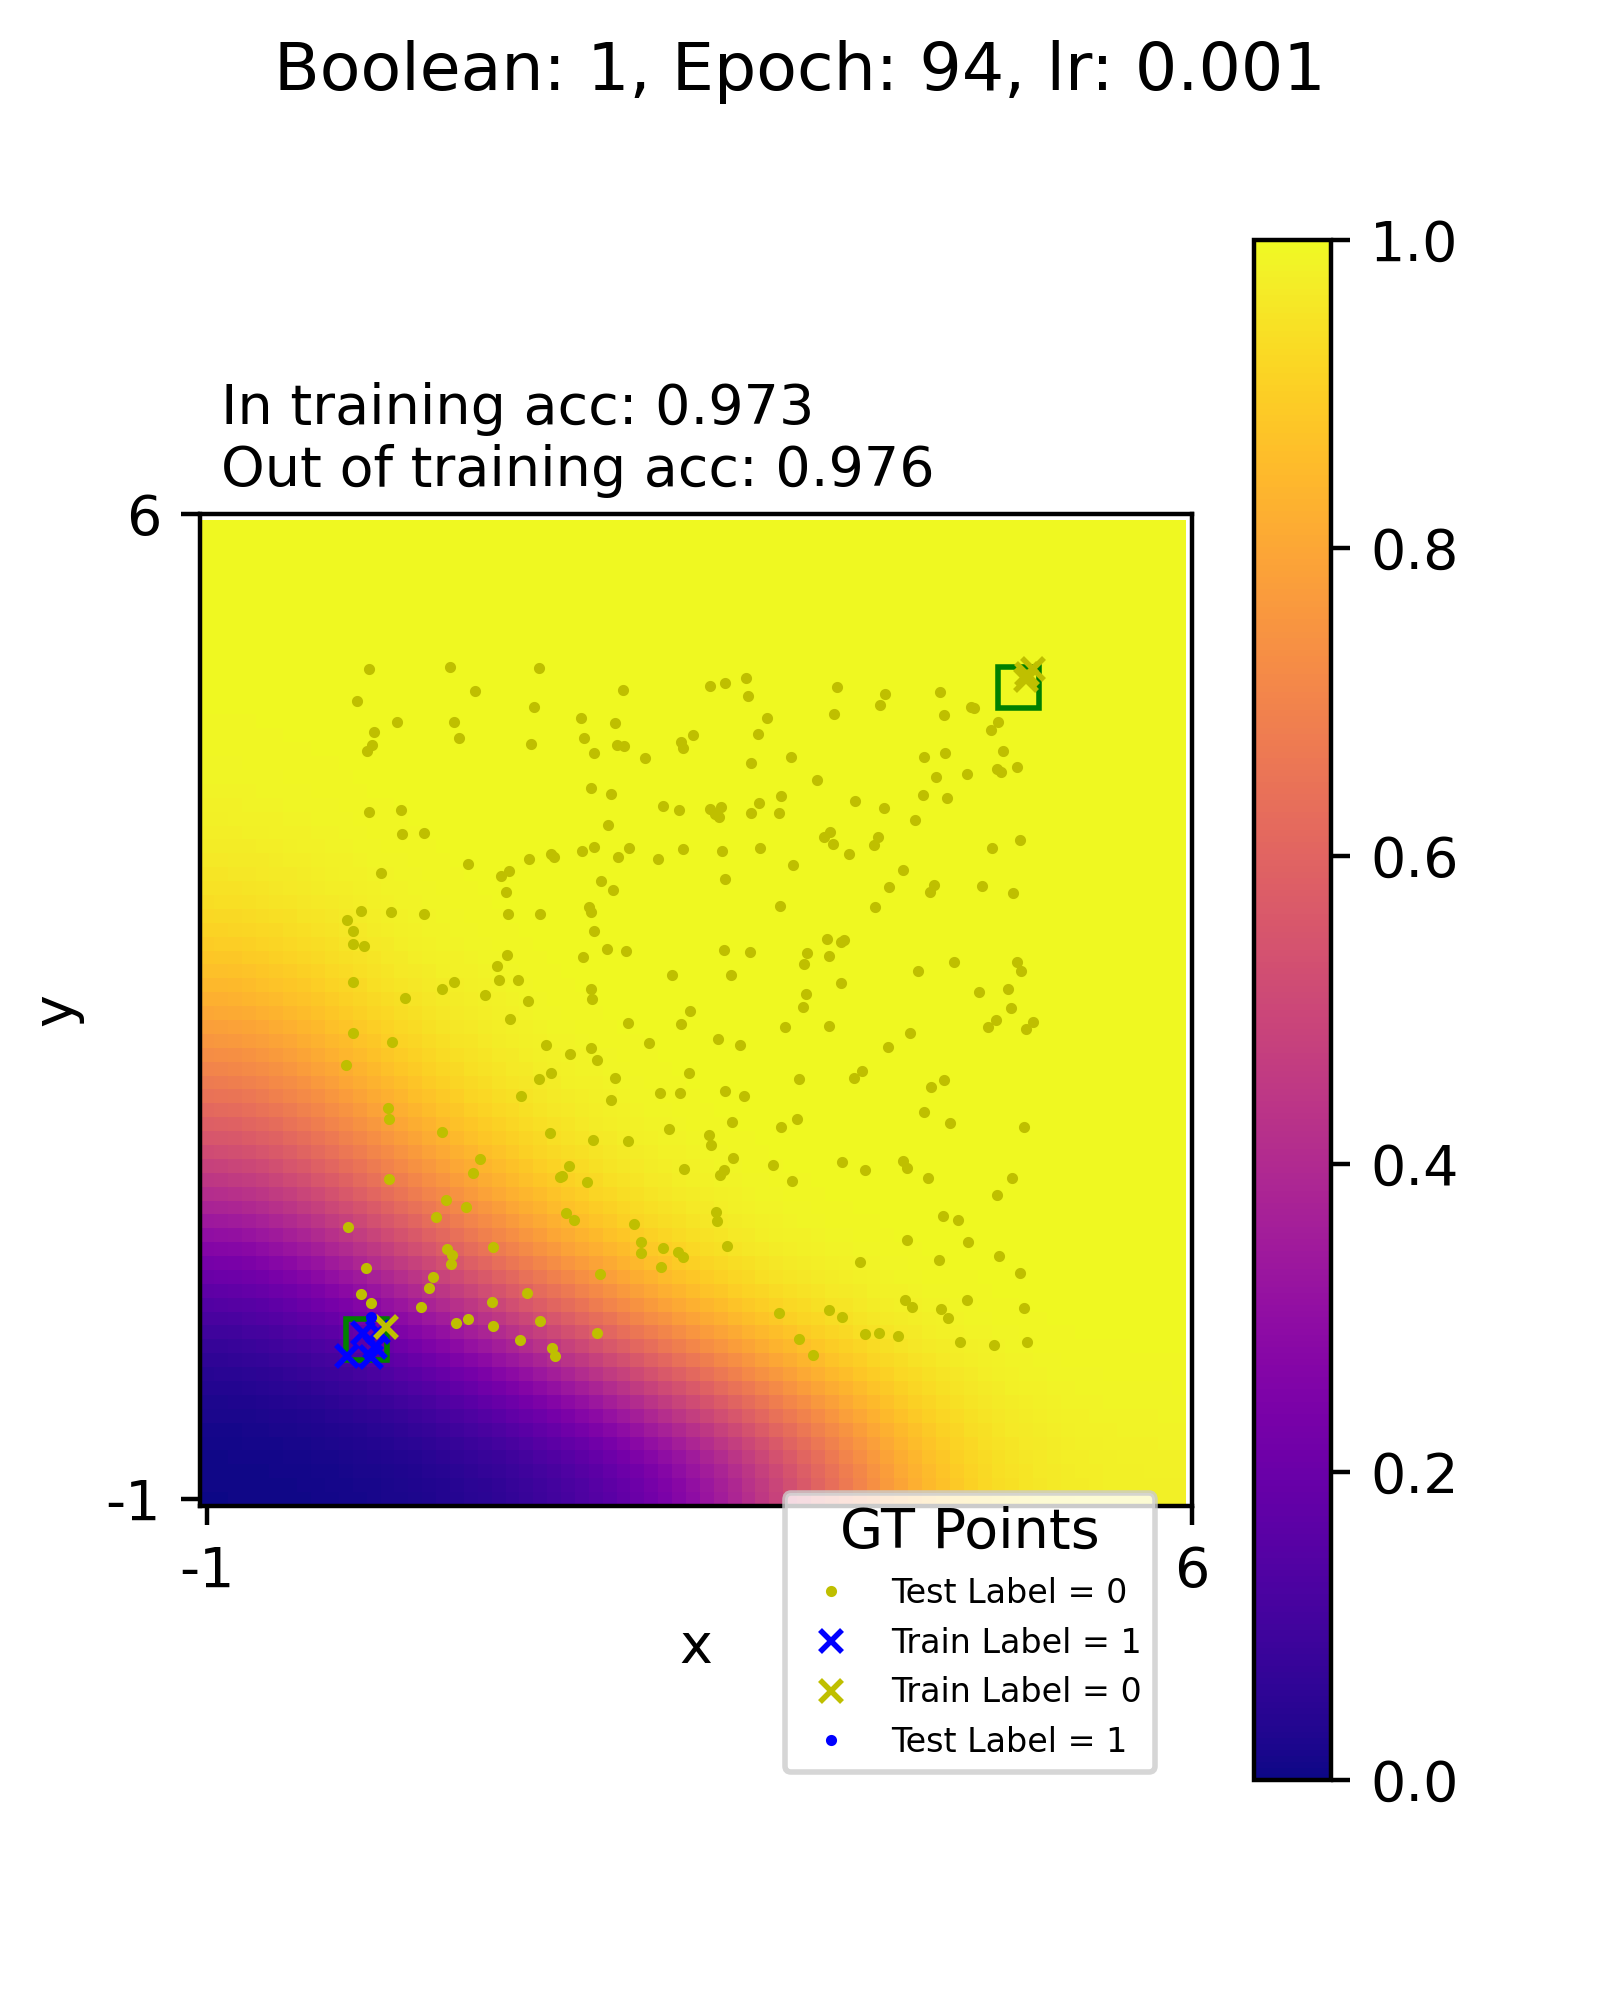 Boolean: 1, Epoch: 94, lr: 0.001
In training acc: 0.973
Out of training acc: 0.976
6
y
-1
-1
6
x
GT Points
Test Label = 0
Train Label = 1
Train Label = 0
Test Label = 1
1.0
0.8
0.6
0.4
0.2
0.0